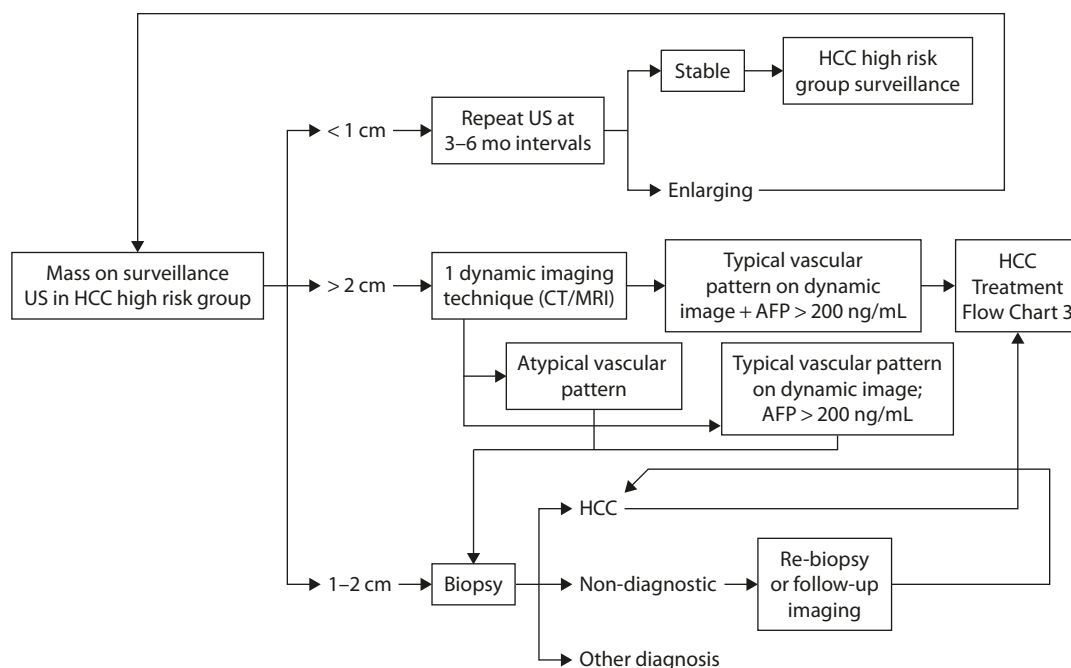 Stable
HCC high risk
group surveillance
< 1 cm
Repeat US at
3–6 mo intervals
Enlarging
Mass on surveillance
US in HCC high risk group
> 2 cm
1 dynamic imaging
technique (CT/MRI)
Typical vascular
pattern on dynamic
image + AFP > 200 ng/mL
HCC
Treatment
Flow Chart 3
Atypical vascular
pattern
Typical vascular pattern
on dynamic image;
AFP > 200 ng/mL
HCC
1–2 cm
Biopsy
Non-diagnostic
Re-biopsy
or follow-up
imaging
Other diagnosis